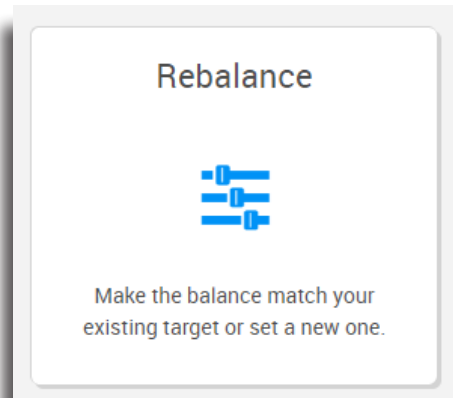 Rebalance
Make the balance match your
existing target or set a new one.